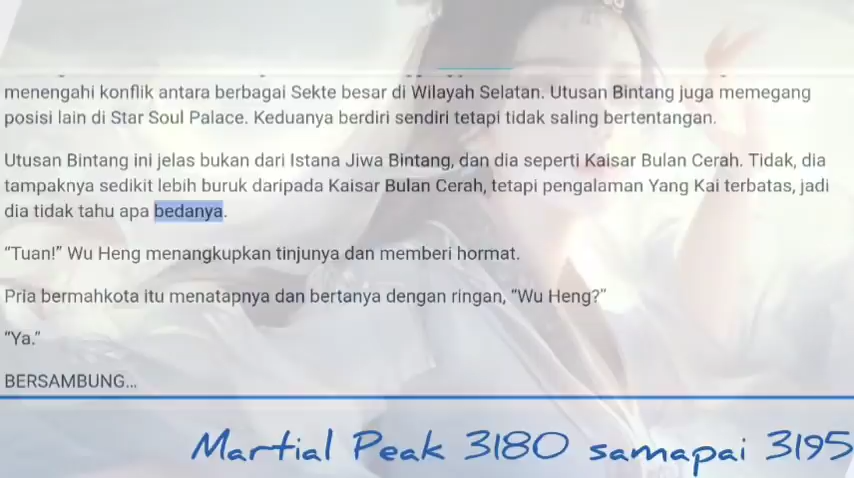 menengahi konflik antara berbagai Sekte besar di Wilayah Selatan. Utusan Bintang juga memegang
posisi lain di Star Soul Palace. Keduanya berdiri sendiri tetapi tidak saling bertentangan.
Utusan Bintang ini jelas bukan dari Istana Jiwa Bintang, dan dia seperti Kaisar Bulan Cerah. Tidak, dia
tampaknya sedikit lebih buruk daripada Kaisar Bulan Cerah, tetapi pengalaman Yang Kai terbatas, jadi
dia tidak tahu apa bedanya.
“Tuan!” Wu Heng menangkupkan tinjunya dan memberi hormat.
Pria bermahkota itu menatapnya dan bertanya dengan ringan, “Wu Heng?”
“Ya.”
BERSAMBUNG...
Martial Peak 3180 samapai 3195